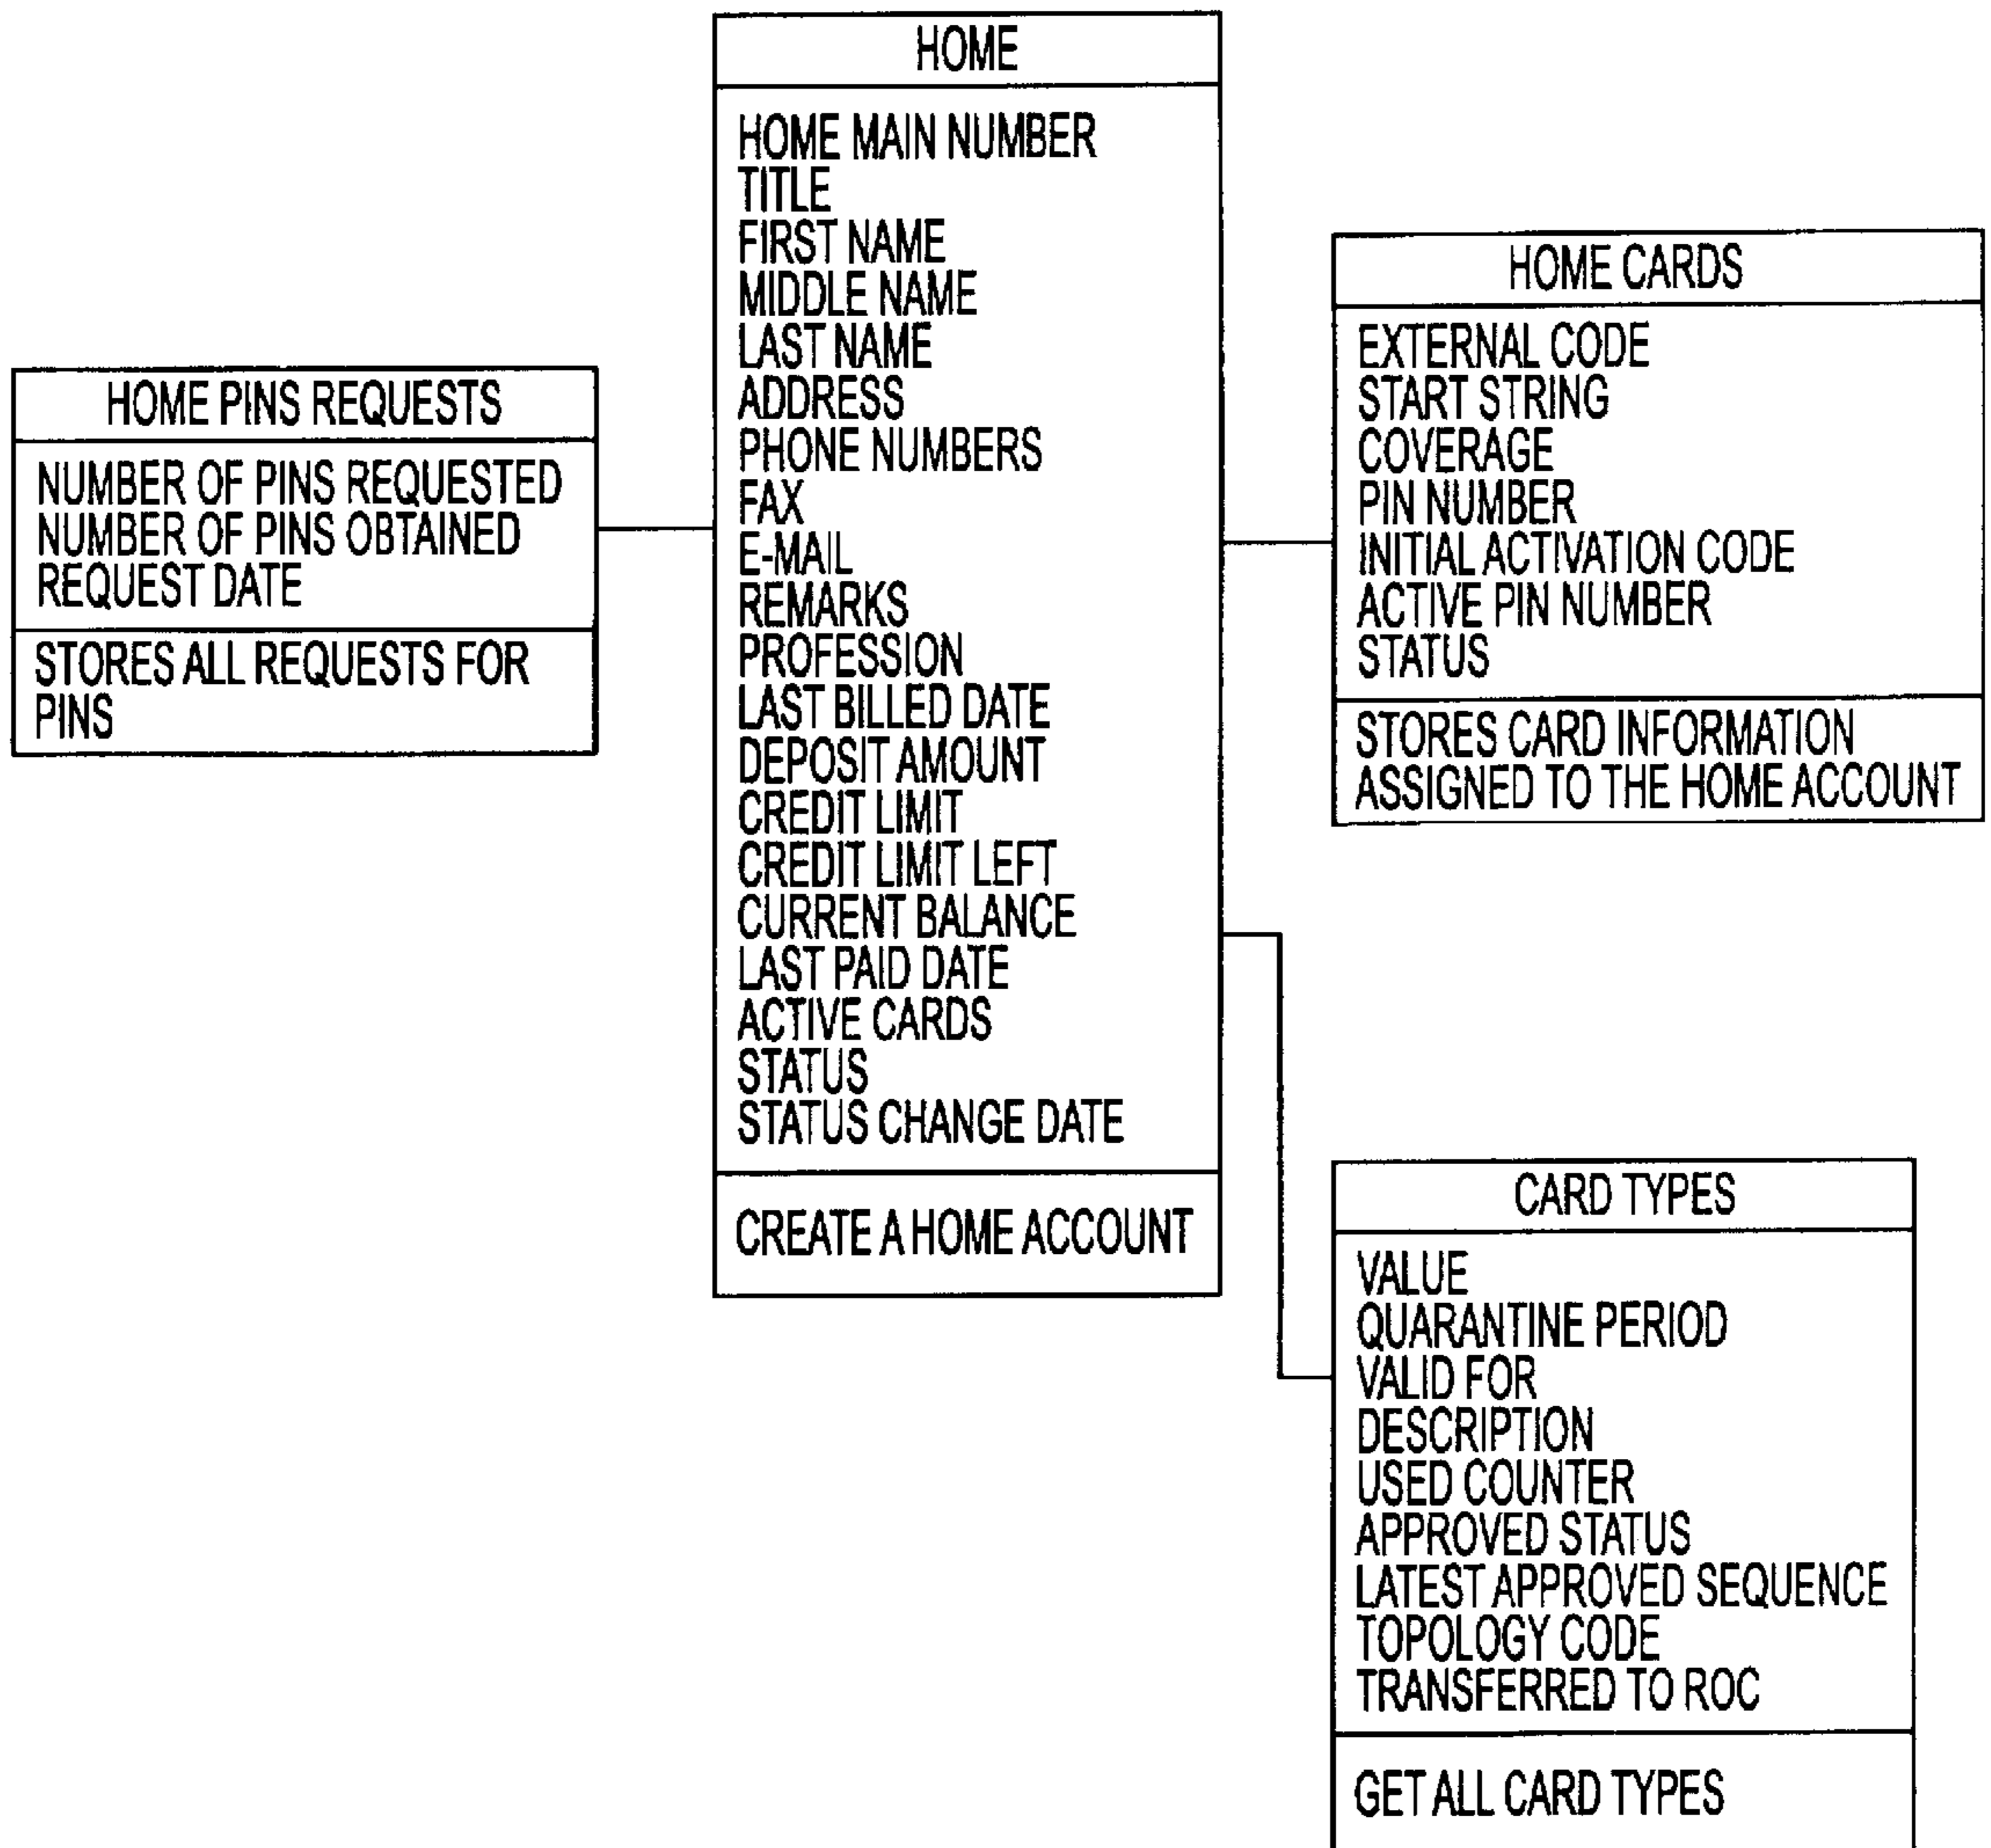 HOME
HOME MAIN NUMBER
TITLE
FIRST NAME
MIDDLE NAME
LAST NAME
ADDRESS
PHONE NUMBERS
FAX
E-MAIL
REMARKS
PROFESSION
LAST BILLED DATE
DEPOSIT AMOUNT
CREDIT LIMIT
CREDIT LIMIT LEFT
CURRENT BALANCE
LAST PAID DATE
ACTIVE CARDS
STATUS
STATUS CHANGE DATE
CREATE A HOME ACCOUNT
HOME PINS REQUESTS
NUMBER OF PINS REQUESTED
NUMBER OF PINS OBTAINED
REQUEST DATE
STORES ALL REQUESTS FOR
PINS
HOME CARDS
EXTERNAL CODE
START STRING
COVERAGE
PIN NUMBER
INITIAL ACTIVATION CODE
ACTIVE PIN NUMBER
STATUS
STORES CARD INFORMATION
ASSIGNED TO THE HOME ACCOUNT
CARD TYPES
VALUE
QUARANTINE PERIOD
VALID FOR
DESCRIPTION
USED COUNTER
APPROVED STATUS
LATEST APPROVED SEQUENCE
TOPOLOGY CODE
TRANSFERRED TO ROC
GET ALL CARD TYPES